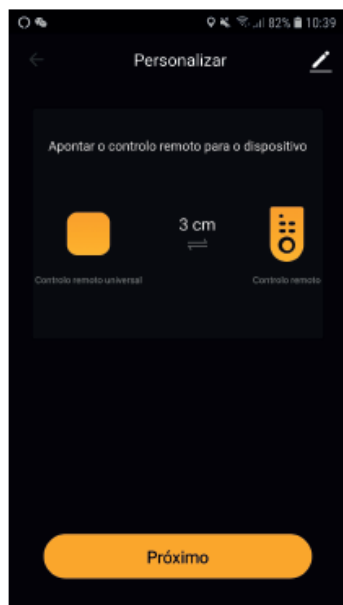 82% 10:39
Personalizar
Apontar o controlo remoto para o dispositivo
3 cm
Controlo remoto universal Controlo remoto
Próximo